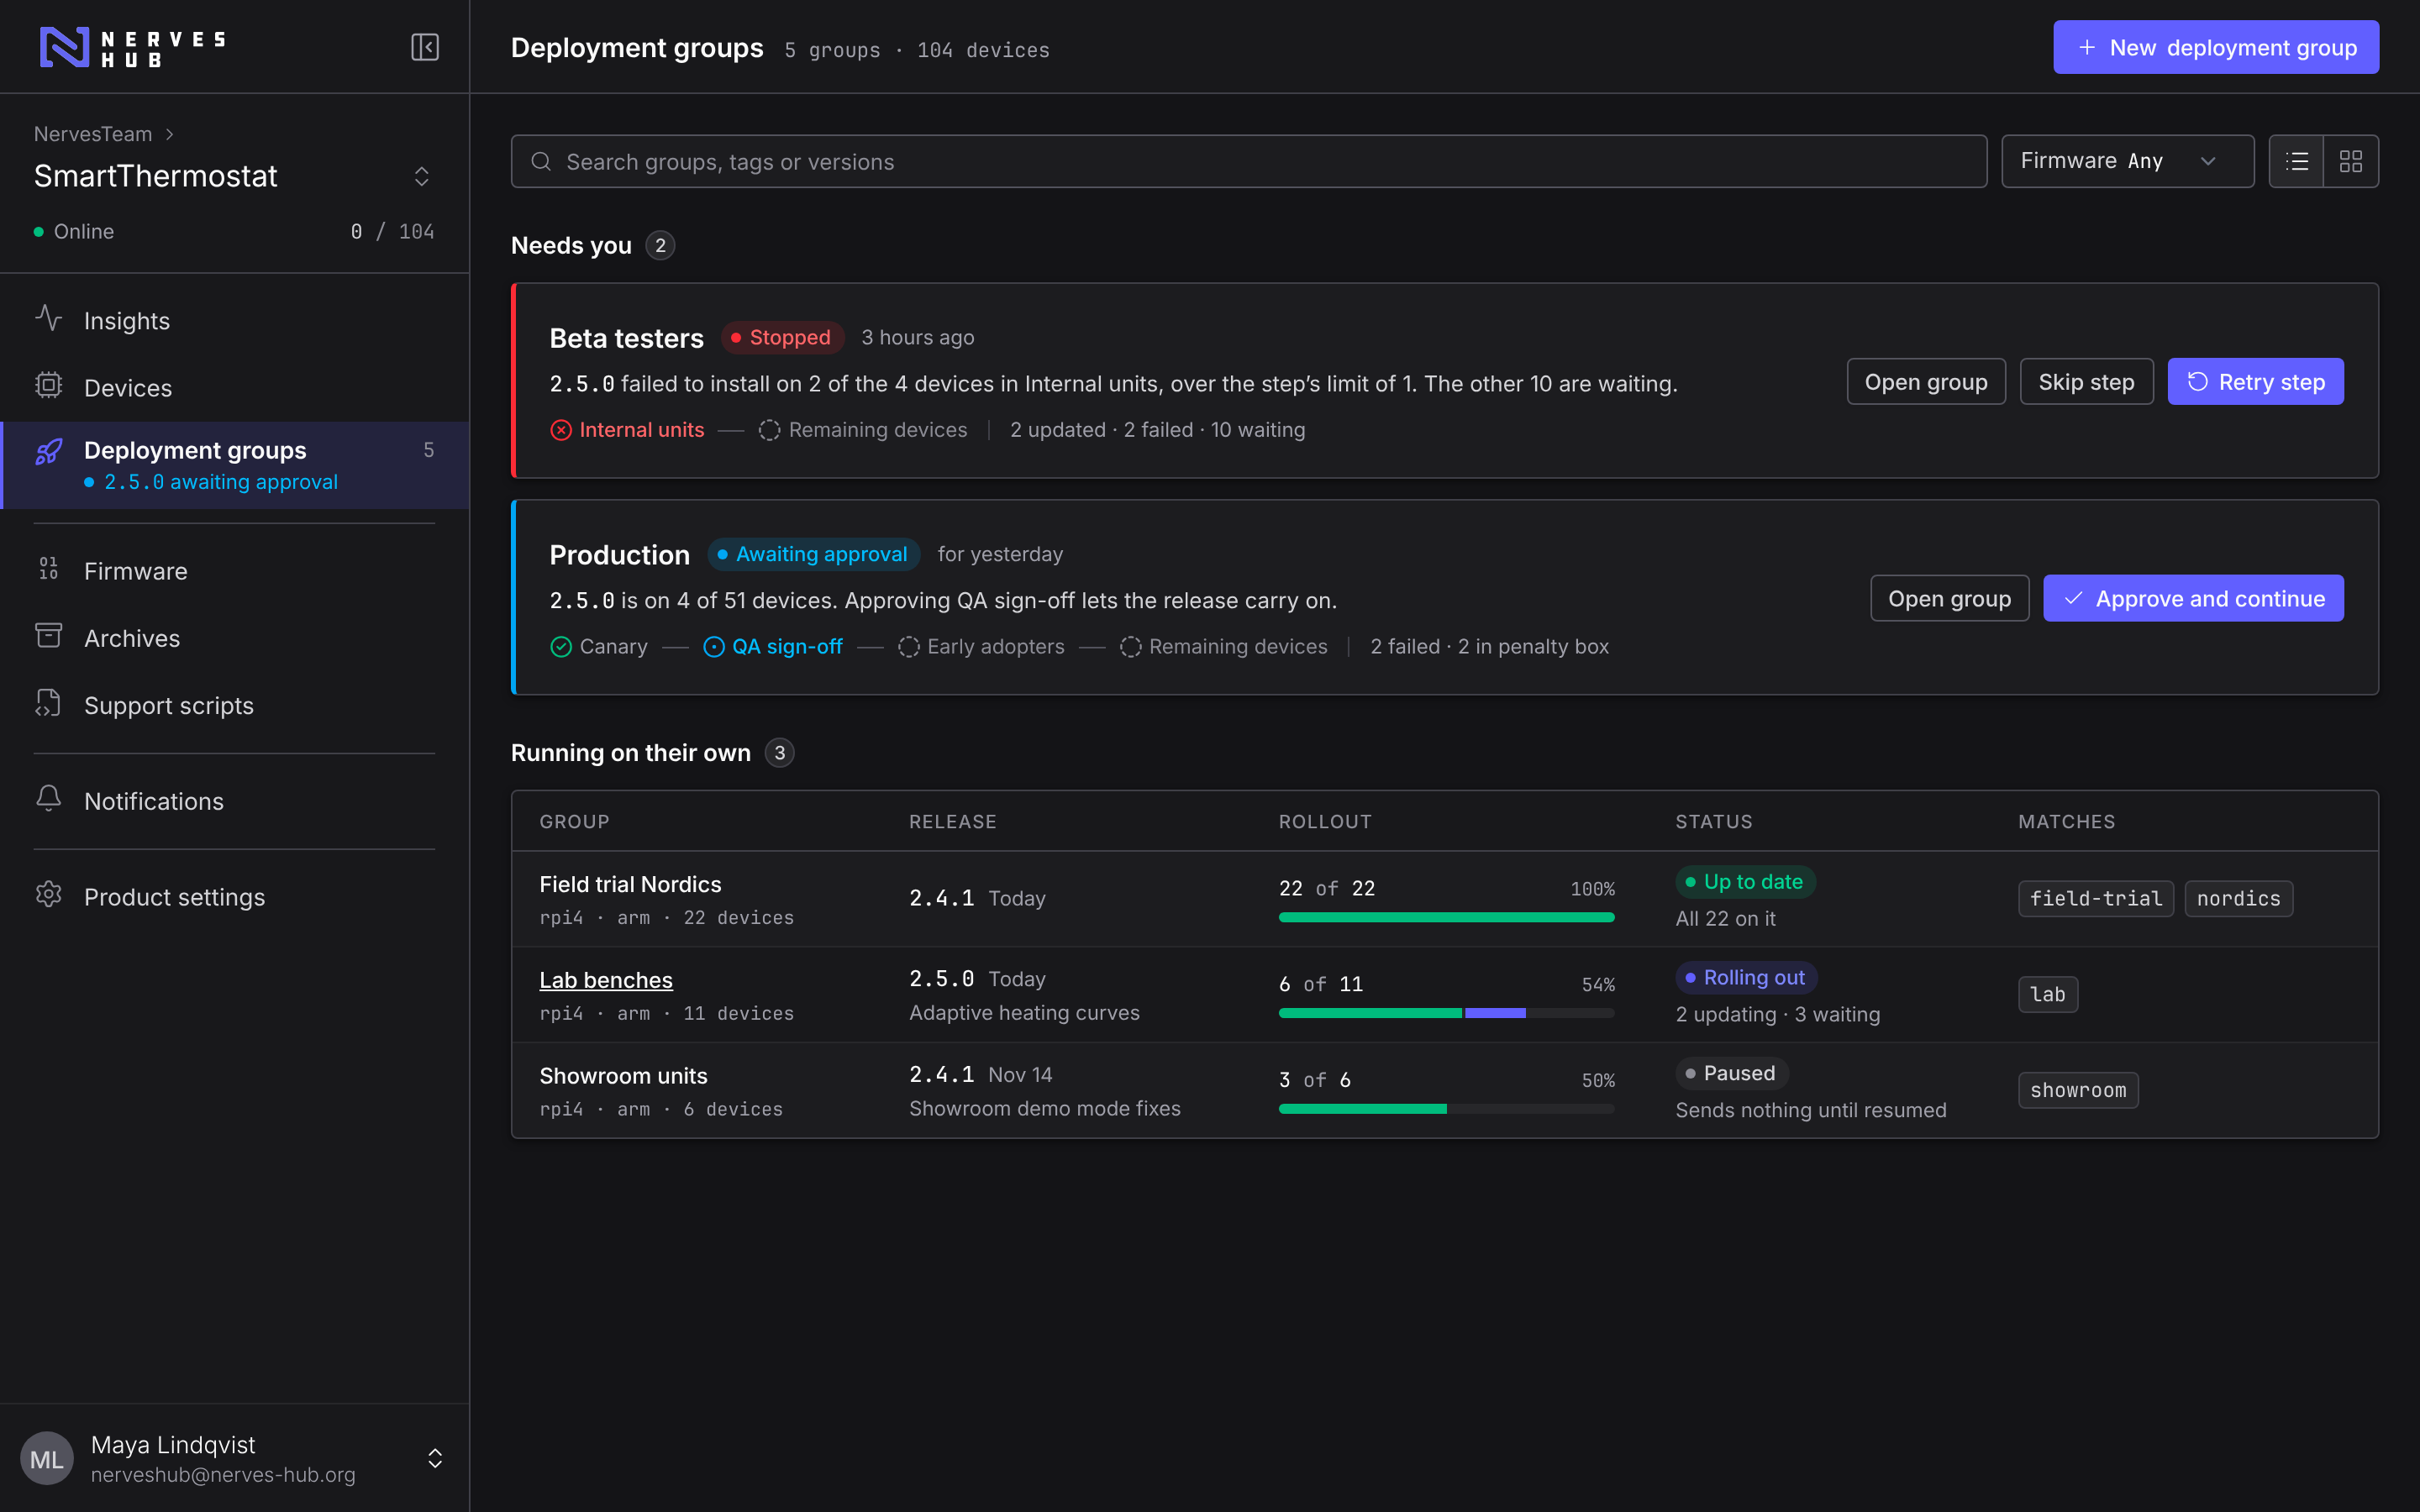 NERVES
HUB
NervesTeam
SmartThermostat
Online 0 / 104
Insights
Devices
Deployment groups 5
2.5.0 awaiting approval
Firmware
Archives
Support scripts
Notifications
Product settings
ML
Maya Lindqvist
nerveshub@nerves-hub.org
Deployment groups 5 groups · 104 devices
New deployment group
Search groups, tags or versions
Firmware Any
Needs you 2
Beta testers Stopped 3 hours ago
2.5.0 failed to install on 2 of the 4 devices in Internal units, over the step’s limit of 1. The other 10 are waiting.
Internal units Remaining devices 2 updated · 2 failed · 10 waiting
Open group Skip step Retry step
Production Awaiting approval for yesterday
2.5.0 is on 4 of 51 devices. Approving QA sign-off lets the release carry on.
Canary QA sign-off Early adopters Remaining devices 2 failed · 2 in penalty box
Open group Approve and continue
Running on their own 3
GROUP RELEASE ROLLOUT STATUS MATCHES
Field trial Nordics
rpi4 · arm · 22 devices
2.4.1 Today
22 of 22 100%
Up to date
All 22 on it
field-trial nordics
Lab benches
rpi4 · arm · 11 devices
2.5.0 Today
Adaptive heating curves
6 of 11 54%
Rolling out
2 updating · 3 waiting
lab
Showroom units
rpi4 · arm · 6 devices
2.4.1 Nov 14
Showroom demo mode fixes
3 of 6 50%
Paused
Sends nothing until resumed
showroom